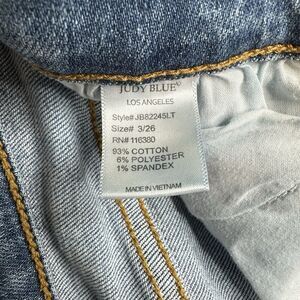 JUDY BLUE®
LOS ANGELES
Style# JB82245LT
Size# 3/26
RN# 116380
93% COTTON
6% POLYESTER
1% SPANDEX
MADE IN VIETNAM